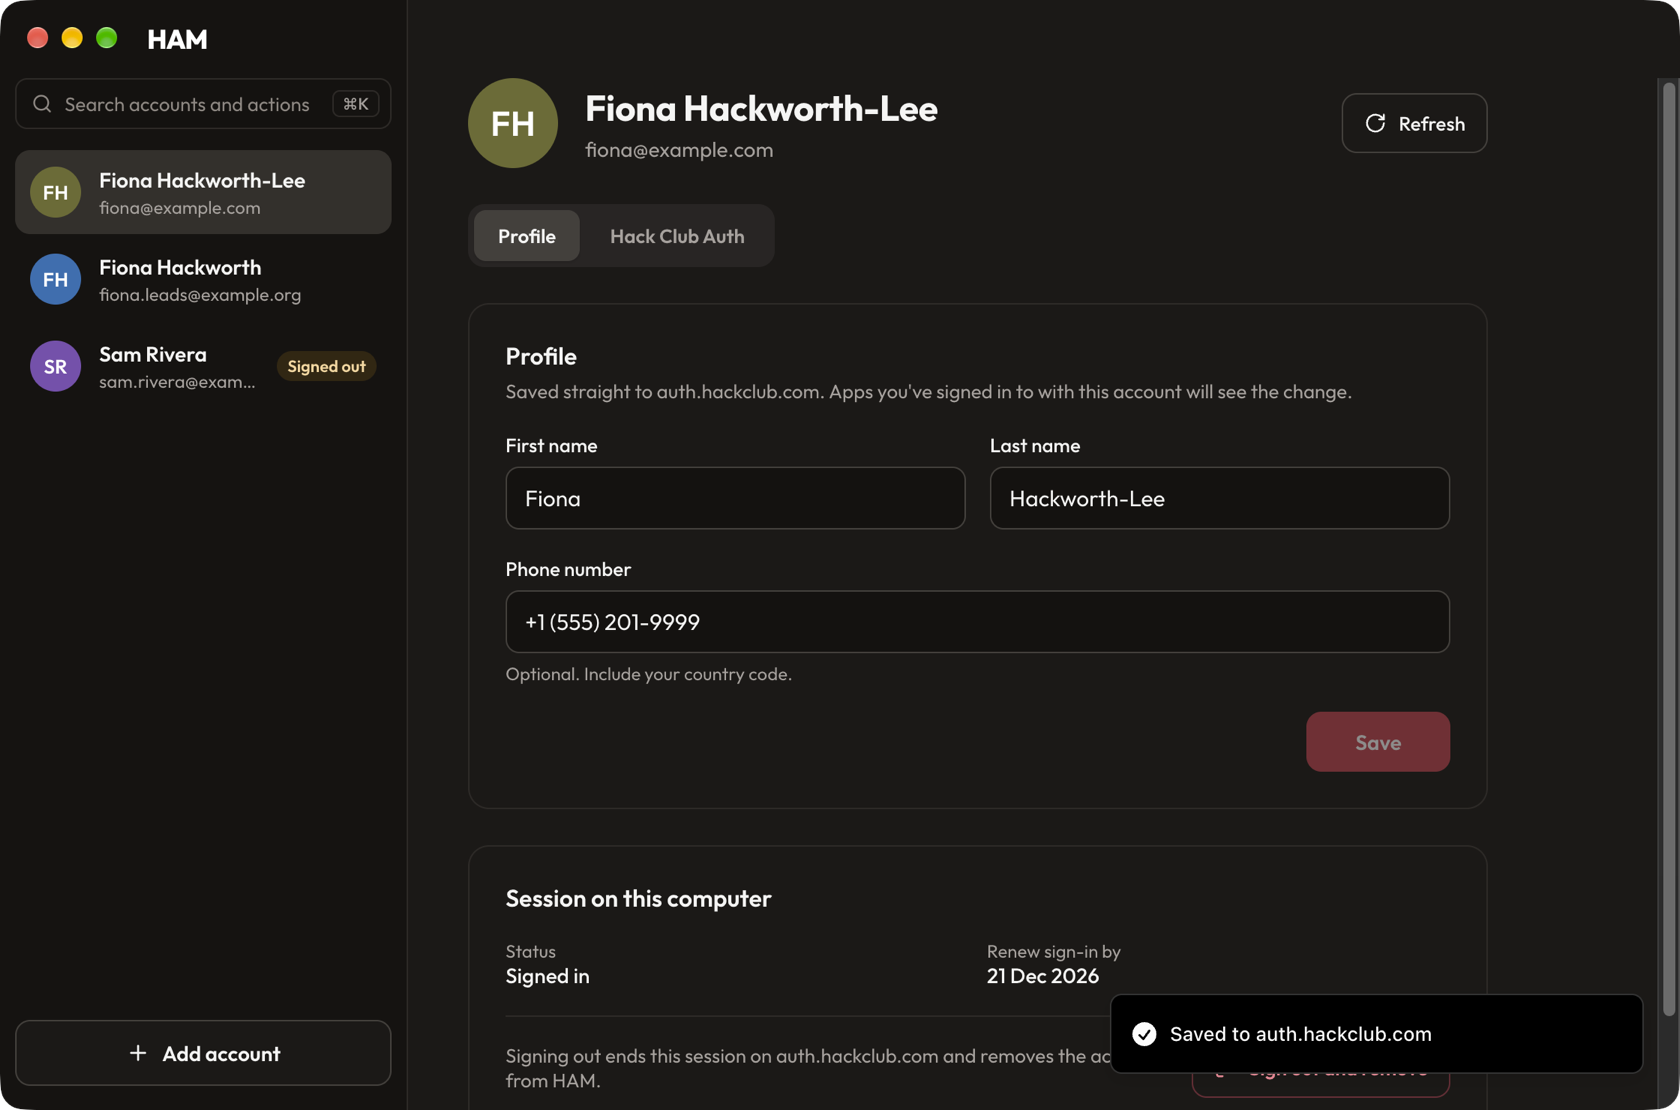 HAM
Search accounts and actions ⌘K
FH
Fiona Hackworth-Lee
fiona@example.com
FH
Fiona Hackworth
fiona.leads@example.org
SR
Sam Rivera
sam.rivera@exam...
Signed out
+ Add account
FH
Fiona Hackworth-Lee
fiona@example.com
Refresh
Profile
Hack Club Auth
Profile
Saved straight to auth.hackclub.com. Apps you've signed in to with this account will see the change.
First name
Last name
Fiona
Hackworth-Lee
Phone number
+1 (555) 201-9999
Optional. Include your country code.
Save
Session on this computer
Status
Signed in
Renew sign-in by
21 Dec 2026
Signing out ends this session on auth.hackclub.com and removes the
from HAM.
Saved to auth.hackclub.com